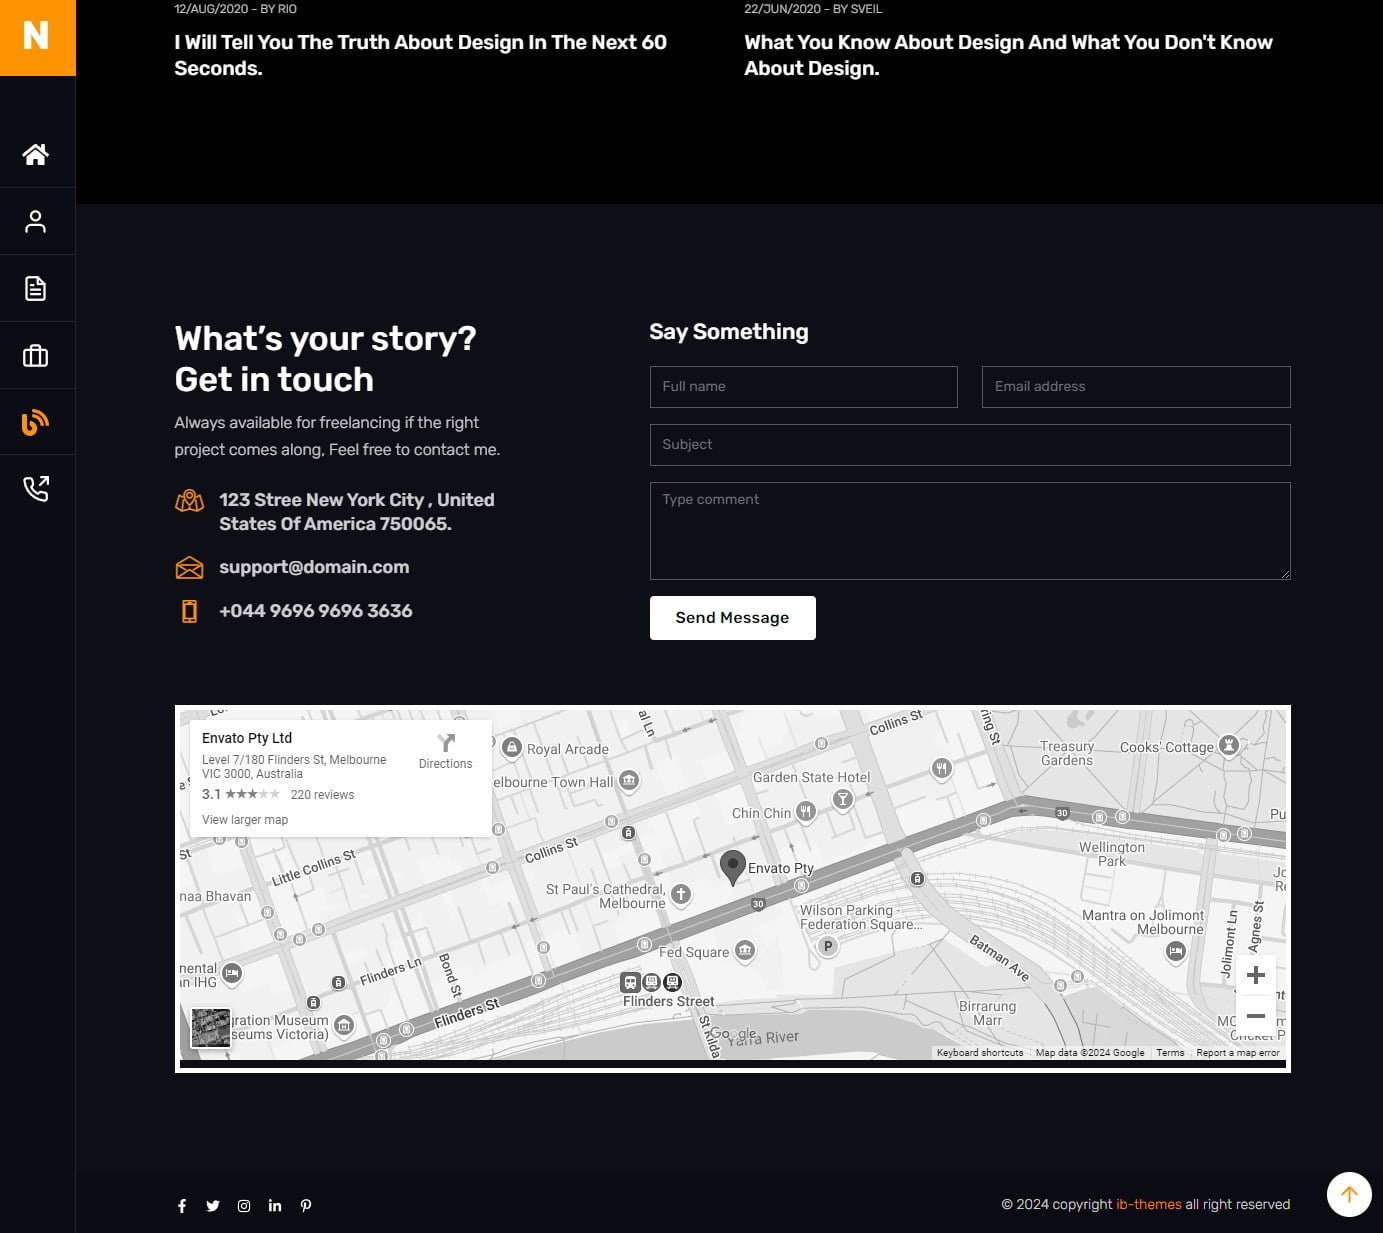 N
12/AUG/2020 - BY RIO
I Will Tell You The Truth About Design In The Next 60
Seconds.
22/JUN/2020 - BY SVEIL
What You Know About Design And What You Don't Know
About Design.
What's your story?
Get in touch
Always available for freelancing if the right
project comes along, Feel free to contact me.
123 Stree New York City , United
States Of America 750065.
support@domain.com
+044 9696 9696 3636
Say Something
Full name
Email address
Subject
Type comment
Send Message
Envato Pty Ltd
Level 7/180 Flinders St, Melbourne
VIC 3000, Australia
Directions
3.1 ★★★★★ 220 reviews
View larger map
Royal Arcade
elbourne Town Hall
Collins St
Treasury
Gardens
Cooks' Cottage
Garden State Hotel
Chin Chin
30
Wellington
Park
Collins St
Little Collins St
naa Bhavan
St Paul's Cathedral,
Melbourne
Envato Pty
30
Wilson Parking -
Federation Square...
P
Mantra on Jolimont
Melbourne
Jolimont Ln
Agnes St
Fed Square
Batman Ave
nental
an IHG
Flinders Ln
Bond St
Flinders St
Flinders Street
gration Museum
seums Victoria)
St Kilda
Google
Yarra River
Birrarung
Marr
Keyboard shortcuts
Map data ©2024 Google
Terms
Report a map error
© 2024 copyright ib-themes all right reserved